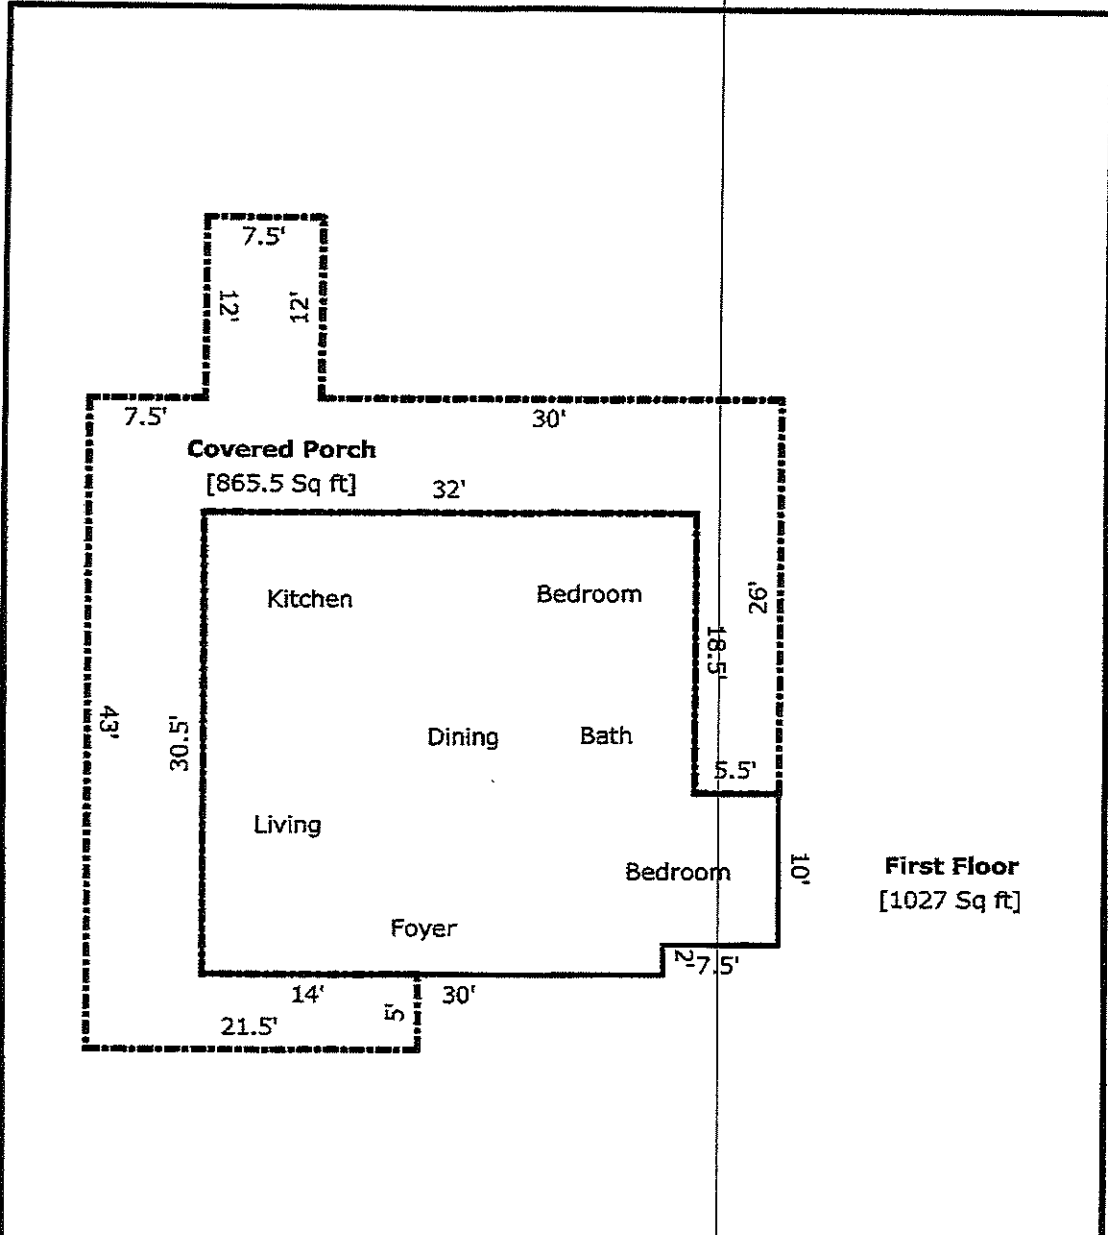 7.5'
12'
12'
7.5'
30'
Covered Porch
[865.5 Sq ft]
32'
Kitchen
Bedroom
26'
18.5'
43'
30.5'
Dining
Bath
5.5'
Living
Bedroom
10'
First Floor
[1027 Sq ft]
Foyer
2'
7.5'
14'
5'
30'
21.5'